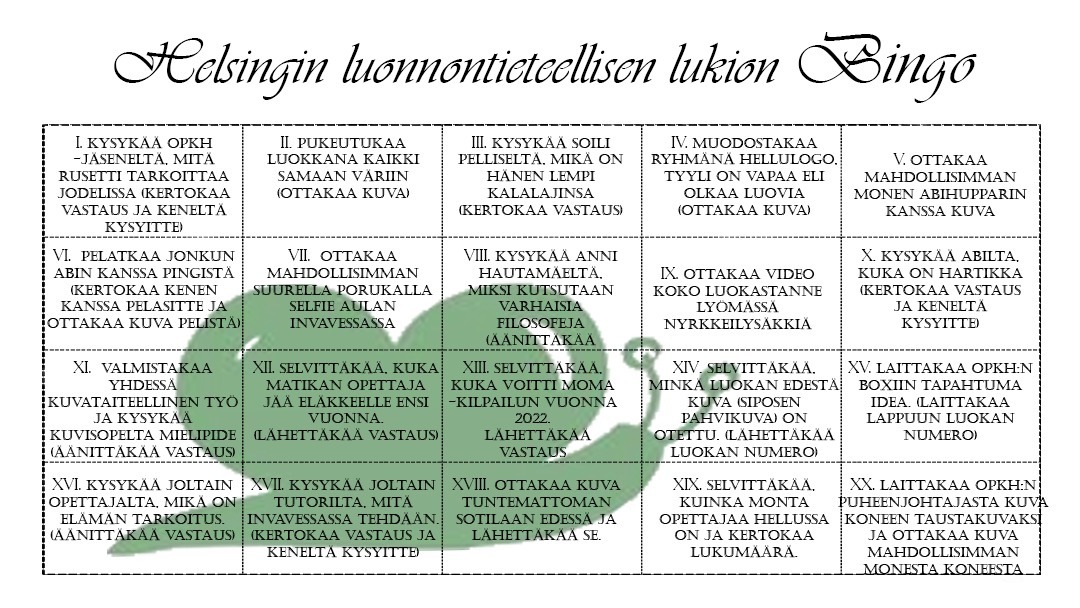 Helsingin luonnontieteellisen lukion Bingo
I. KYSYKÄÄ OPKH
-JÄSENELTÄ, MITÄ
RUSETTI TARKOITTAA
JODELISSA (KERTOKAA
VASTAUS JA KENELTÄ
KYSYITTE)
II. PUKEUTUKAA
LUOKKANA KAIKKI
SAMAAN VÄRIIN
(OTTAKAA KUVA)
III. KYSYKÄÄ SOILI
PELLISELTÄ, MIKÄ ON
HÄNEN LEMPI
KALALAJINSA
(KERTOKAA VASTAUS)
IV. MUODOSTAKAA
RYHMÄNÄ HELLULOGO,
TYYLI ON VAPAA ELI
OLKAA LUOVIA
(OTTAKAA KUVA)
V. OTTAKAA
MAHDOLLISIMMAN
MONEN ABIHUPPARIN
KANSSA KUVA
VI. PELATKAA JONKUN
ABIN KANSSA PINGISTÄ
(KERTOKAA KENEN
KANSSA PELASITTE JA
OTTAKAA KUVA PELISTÄ)
VII. OTTAKAA
MAHDOLLISIMMAN
SUURELLA PORUKALLA
SELFIE AULAN
INVAVESSASSA
VIII. KYSYKÄÄ ANNI
HAUTAMÄELTÄ,
MIKSI KUTSUTAAN
VARHAISIA
FILOSOFEJA
(ÄÄNITTÄKÄÄ
IX. OTTAKAA VIDEO
KOKO LUOKASTANNE
LYÖMÄSSÄ
NYRKKEILYSÄKKIÄ
X. KYSYKÄÄ ABILTA,
KUKA ON HARTIKKA
(KERTOKAA VASTAUS
JA KENELTÄ
KYSYITTE)
XI. VALMISTAKAA
YHDESSÄ
KUVATAITEELLINEN TYÖ
JA KYSYKÄÄ
KUVISOPELTA MIELIPIDE
(ÄÄNITTÄKÄÄ VASTAUS)
XII. SELVITTÄKÄÄ, KUKA
MATIKAN OPETTAJA
JÄÄ ELÄKKEELLE ENSI
VUONNA.
(LÄHETTÄKÄÄ VASTAUS)
XIII. SELVITTÄKÄÄ,
KUKA VOITTI MOMA
-KILPAILUN VUONNA
2022.
LÄHETTÄKÄÄ
VASTAUS
XIV. SELVITTÄKÄÄ,
MINKÄ LUOKAN EDESTÄ
KUVA (SIPOSEN
PAHVIKUVA) ON
OTETTU. (LÄHETTÄKÄÄ
LUOKAN NUMERO)
XV. LAITTAKAA OPKH:N
BOXIIN TAPAHTUMA
IDEA. (LAITTAKAA
LAPPUUN LUOKAN
NUMERO)
XVI. KYSYKÄÄ JOLTAIN
OPETTAJALTA, MIKÄ ON
ELÄMÄN TARKOITUS.
(ÄÄNITTÄKÄÄ VASTAUS)
XVII. KYSYKÄÄ JOLTAIN
TUTORILTA, MITÄ
INVAVESSASSA TEHDÄÄN.
(KERTOKAA VASTAUS JA
KENELTÄ KYSYITTE)
XVIII. OTTAKAA KUVA
TUNTEMATTOMAN
SOTILAAN EDESSÄ JA
LÄHETTÄKÄÄ SE.
XIX. SELVITTÄKÄÄ,
KUINKA MONTA
OPETTAJAA HELLUSSA
ON JA KERTOKAA
LUKUMÄÄRÄ.
XX. LAITTAKAA OPKH:N
PUHEENJOHTAJASTA KUVA
KONEEN TAUSTAKUVAKSI
JA OTTAKAA KUVA
MAHDOLLISIMMAN
MONESTA KONEESTA